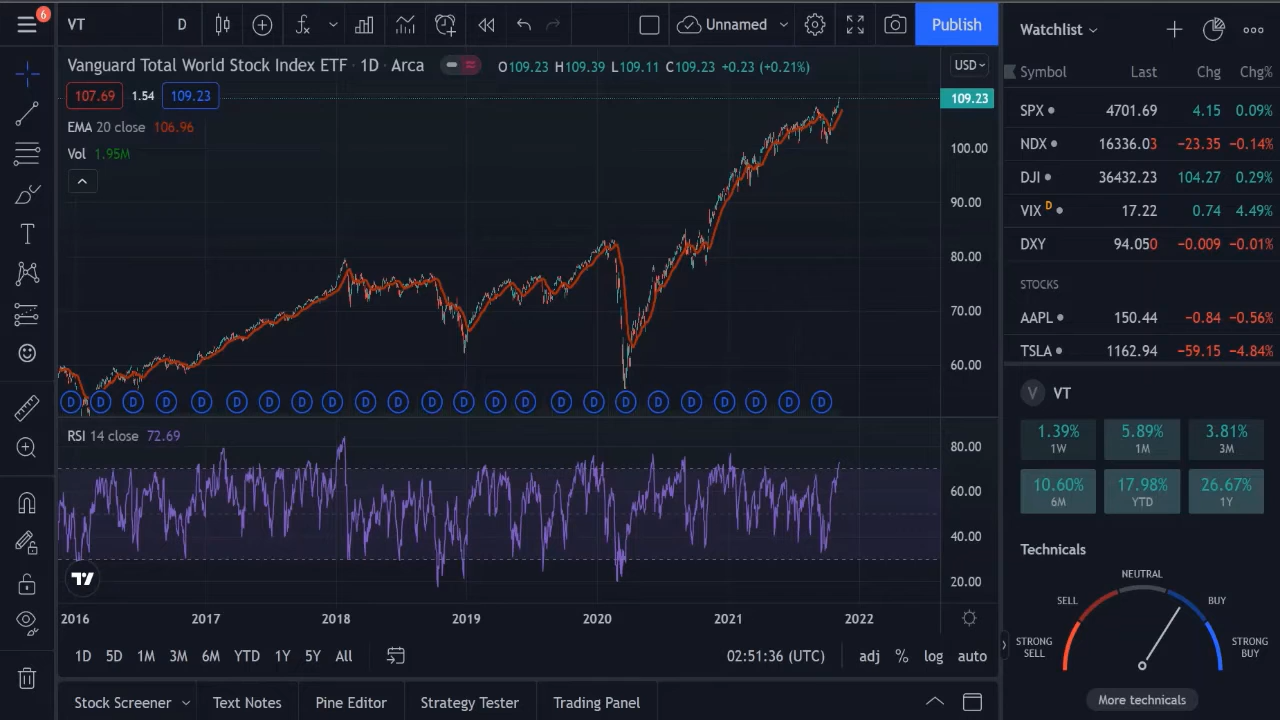 6
VT
D
Unnamed
Publish
Vanguard Total World Stock Index ETF · 1D · Arca
O109.23 H109.39 L109.11 C109.23 +0.23 (+0.21%)
USD
107.69 1.54 109.23
109.23
EMA 20 close 106.96
Vol 1.95M
100.00
90.00
80.00
70.00
60.00
D D D D D D D D D D D D D D D D D D D D D D D D
RSI 14 close 72.69
80.00
60.00
40.00
20.00
2016 2017 2018 2019 2020 2021 2022
1D 5D 1M 3M 6M YTD 1Y 5Y All
02:51:36 (UTC)
adj % log auto
Stock Screener Text Notes Pine Editor Strategy Tester Trading Panel
Watchlist
Symbol Last Chg Chg%
SPX 4701.69 4.15 0.09%
NDX 16336.03 −23.35 −0.14%
DJI 36432.23 104.27 0.29%
VIX D 17.22 0.74 4.49%
DXY 94.050 −0.009 −0.01%
STOCKS
AAPL 150.44 −0.84 −0.56%
TSLA 1162.94 −59.15 −4.84%
V VT
1.39% 5.89% 3.81%
1W 1M 3M
10.60% 17.98% 26.67%
6M YTD 1Y
Technicals
NEUTRAL
SELL BUY
STRONG SELL
STRONG BUY
More technicals